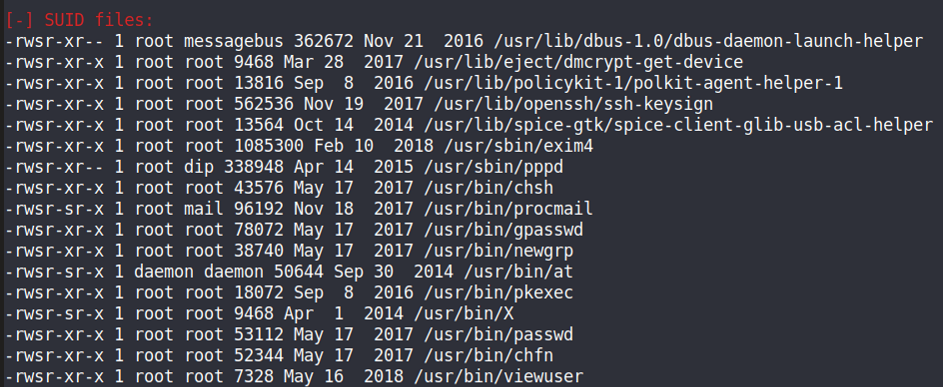 [-] SUID files:
-rwsr-xr-- 1 root messagebus 362672 Nov 21  2016 /usr/lib/dbus-1.0/dbus-daemon-launch-helper
-rwsr-xr-x 1 root root 9468 Mar 28  2017 /usr/lib/eject/dmcrypt-get-device
-rwsr-xr-x 1 root root 13816 Sep  8  2016 /usr/lib/policykit-1/polkit-agent-helper-1
-rwsr-xr-x 1 root root 562536 Nov 19  2017 /usr/lib/openssh/ssh-keysign
-rwsr-xr-x 1 root root 13564 Oct 14  2014 /usr/lib/spice-gtk/spice-client-glib-usb-acl-helper
-rwsr-xr-x 1 root root 1085300 Feb 10  2018 /usr/sbin/exim4
-rwsr-xr-- 1 root dip 338948 Apr 14  2015 /usr/sbin/pppd
-rwsr-xr-x 1 root root 43576 May 17  2017 /usr/bin/chsh
-rwsr-sr-x 1 root mail 96192 Nov 18  2017 /usr/bin/procmail
-rwsr-xr-x 1 root root 78072 May 17  2017 /usr/bin/gpasswd
-rwsr-xr-x 1 root root 38740 May 17  2017 /usr/bin/newgrp
-rwsr-sr-x 1 daemon daemon 50644 Sep 30  2014 /usr/bin/at
-rwsr-xr-x 1 root root 18072 Sep  8  2016 /usr/bin/pkexec
-rwsr-sr-x 1 root root 9468 Apr  1  2014 /usr/bin/X
-rwsr-xr-x 1 root root 53112 May 17  2017 /usr/bin/passwd
-rwsr-xr-x 1 root root 52344 May 17  2017 /usr/bin/chfn
-rwsr-xr-x 1 root root 7328 May 16  2018 /usr/bin/viewuser